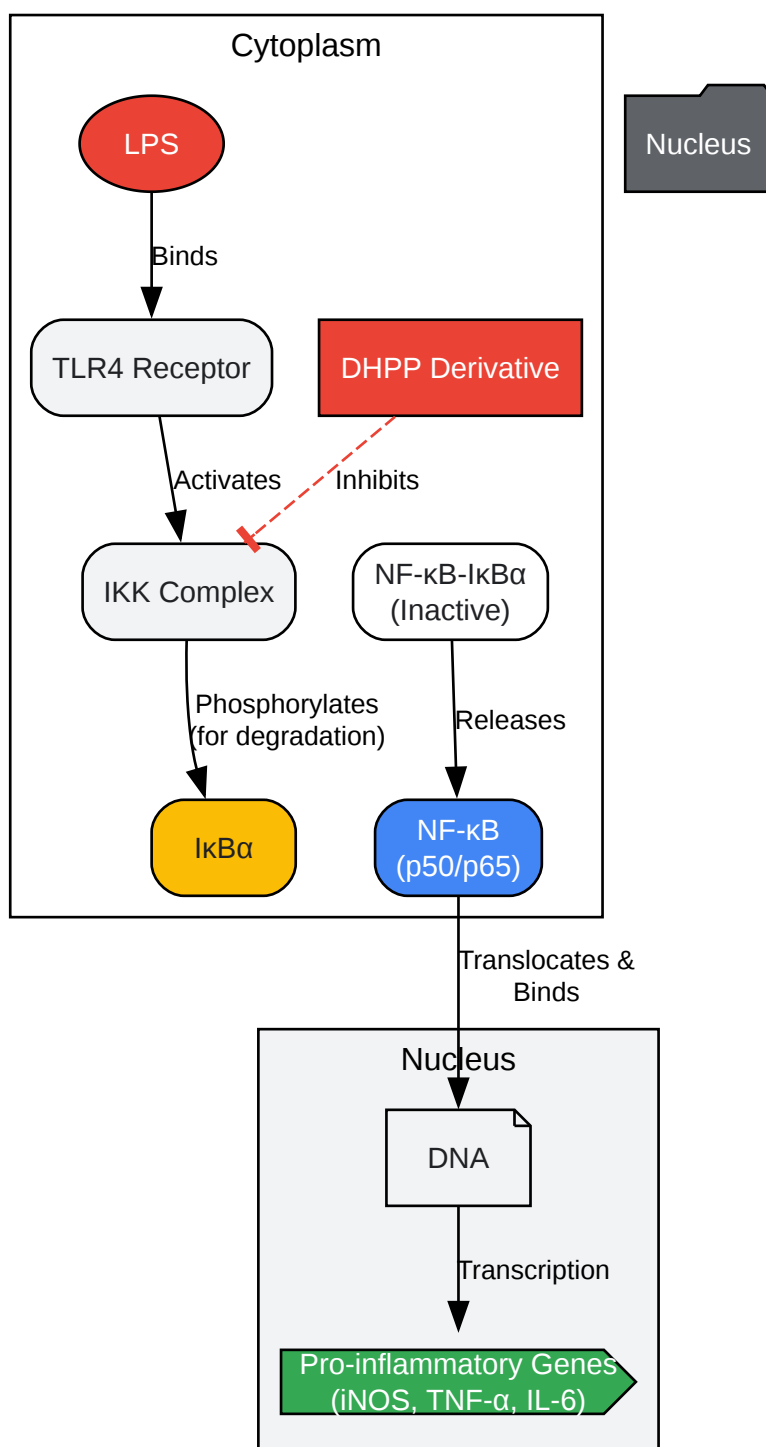 Cytoplasm
LPS
Nucleus
Binds
TLR4 Receptor
DHPP Derivative
Activates
Inhibits
IKK Complex
NF-κB-IκBα
(Inactive)
Phosphorylates
(for degradation)
Releases
IκBα
NF-κB
(p50/p65)
Translocates &
Binds
Nucleus
DNA
Transcription
Pro-inflammatory Genes
(iNOS, TNF-α, IL-6)